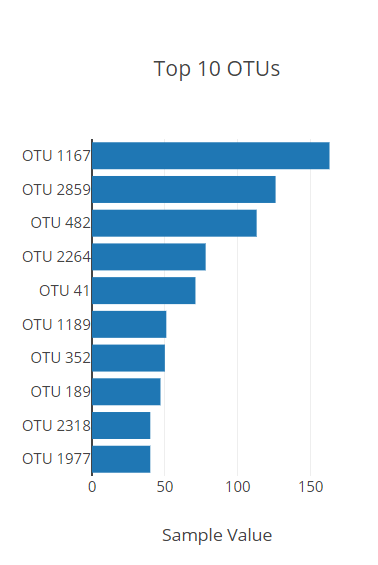 Top 10 OTUs
OTU 1167
OTU 2859
OTU 482
OTU 2264
OTU 41
OTU 1189
OTU 352
OTU 189
OTU 2318
OTU 1977
0 50 100 150
Sample Value